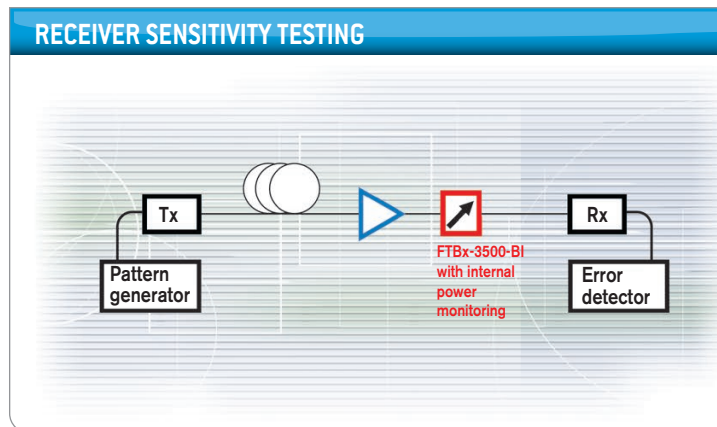 RECEIVER SENSITIVITY TESTING
Tx
Rx
Pattern
generator
FTBx-3500-BI
with internal
power
monitoring
Error
detector